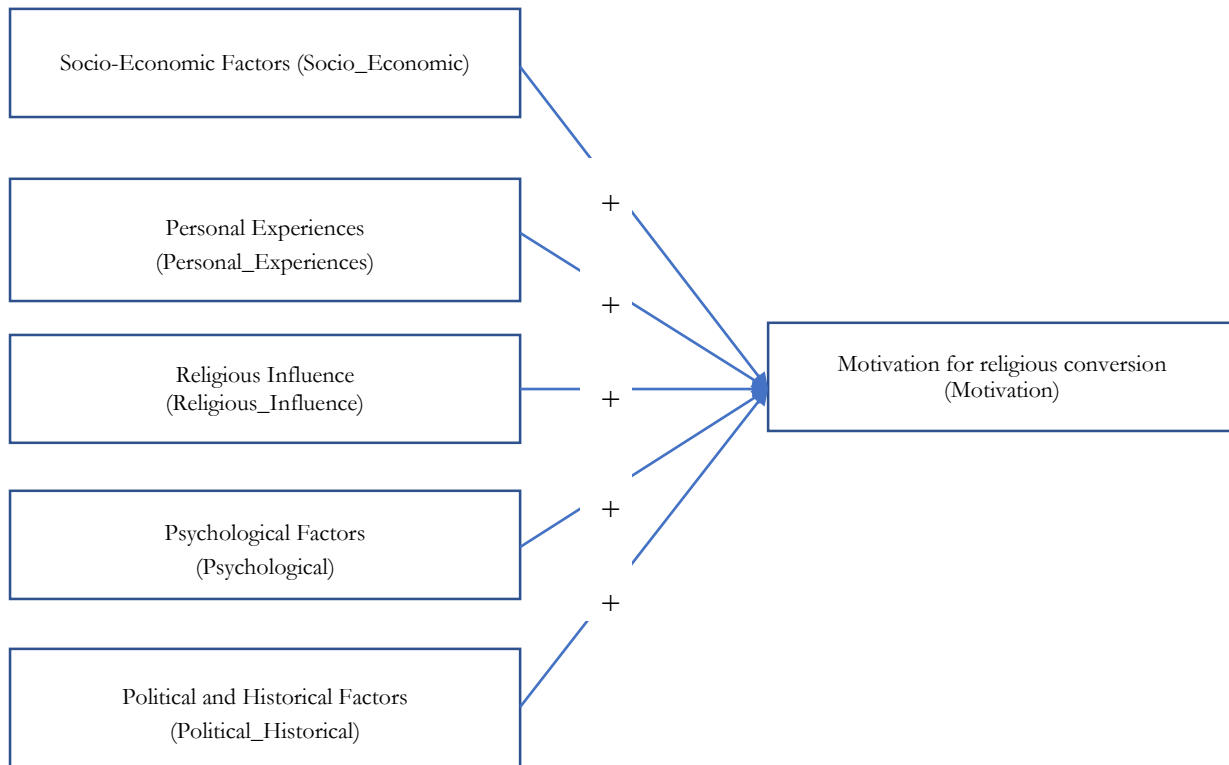 Socio-Economic Factors (Socio_Economic)
+
Personal Experiences
(Personal_Experiences)
+
Religious Influence
(Religious_Influence)
+
Motivation for religious conversion
(Motivation)
Psychological Factors
(Psychological)
+
Political and Historical Factors
(Political_Historical)
+